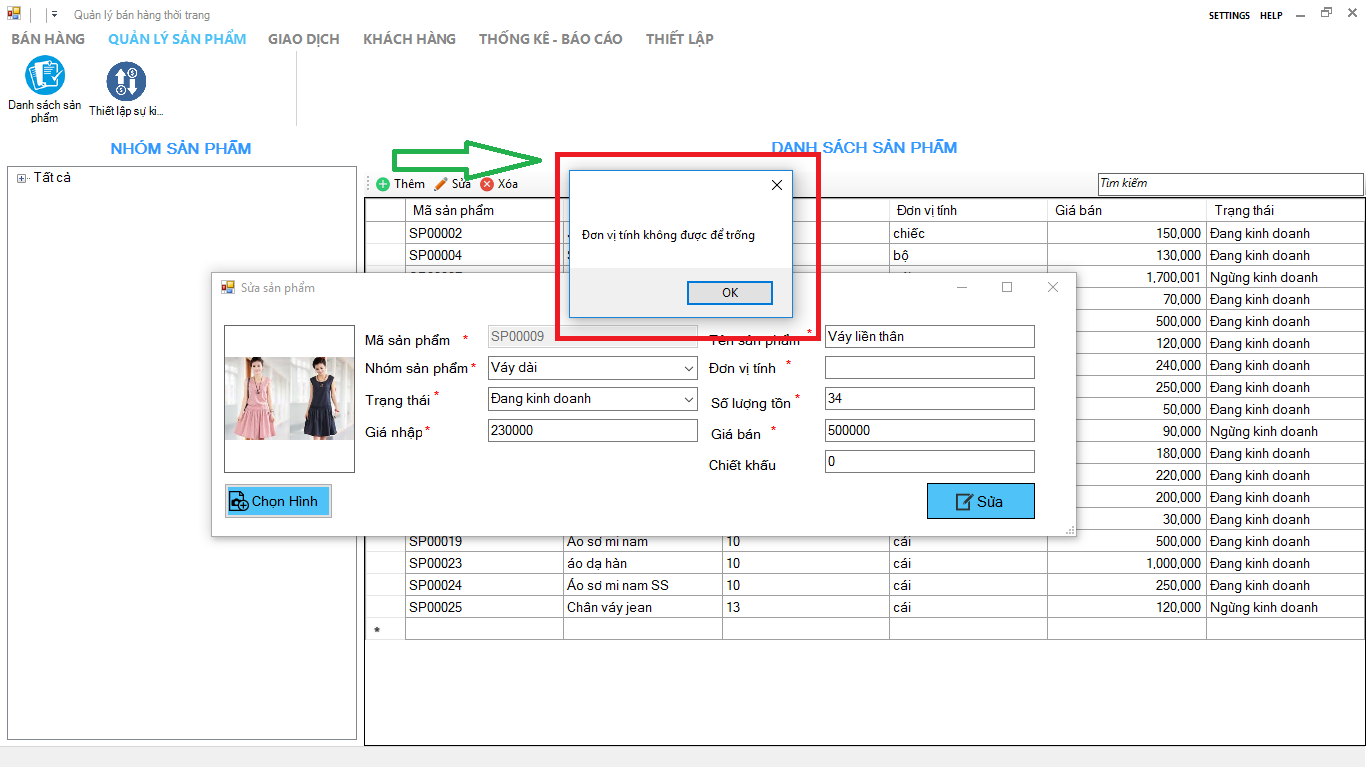 Quản lý bán hàng thời trang
SETTINGS HELP
BÁN HÀNG QUẢN LÝ SẢN PHẨM GIAO DỊCH KHÁCH HÀNG THỐNG KÊ - BÁO CÁO THIẾT LẬP
Danh sách sản phẩm
Thiết lập sự ki...
NHÓM SẢN PHẨM
DANH SÁCH SẢN PHẨM
Tất cả
Thêm Sửa Xóa
Tìm kiếm
Mã sản phẩm Đơn vị tính Giá bán Trạng thái
SP00002 chiếc 150,000 Đang kinh doanh
SP00004 bộ 130,000 Đang kinh doanh
1,700,001 Ngừng kinh doanh
70,000 Đang kinh doanh
500,000 Đang kinh doanh
120,000 Đang kinh doanh
240,000 Đang kinh doanh
250,000 Đang kinh doanh
50,000 Đang kinh doanh
90,000 Ngừng kinh doanh
180,000 Đang kinh doanh
220,000 Đang kinh doanh
200,000 Đang kinh doanh
30,000 Đang kinh doanh
SP00019 Áo sơ mi nam 10 cái 500,000 Đang kinh doanh
SP00023 áo dạ hàn 10 cái 1,000,000 Đang kinh doanh
SP00024 Áo sơ mi nam SS 10 cái 250,000 Đang kinh doanh
SP00025 Chân váy jean 13 cái 120,000 Ngừng kinh doanh
*
Đơn vị tính không được để trống
OK
Sửa sản phẩm
Mã sản phẩm * SP00009 Tên sản phẩm * Váy liền thân
Nhóm sản phẩm * Váy dài Đơn vị tính *
Trạng thái * Đang kinh doanh Số lượng tồn * 34
Giá nhập * 230000 Giá bán * 500000
Chiết khấu 0
Chọn Hình
Sửa